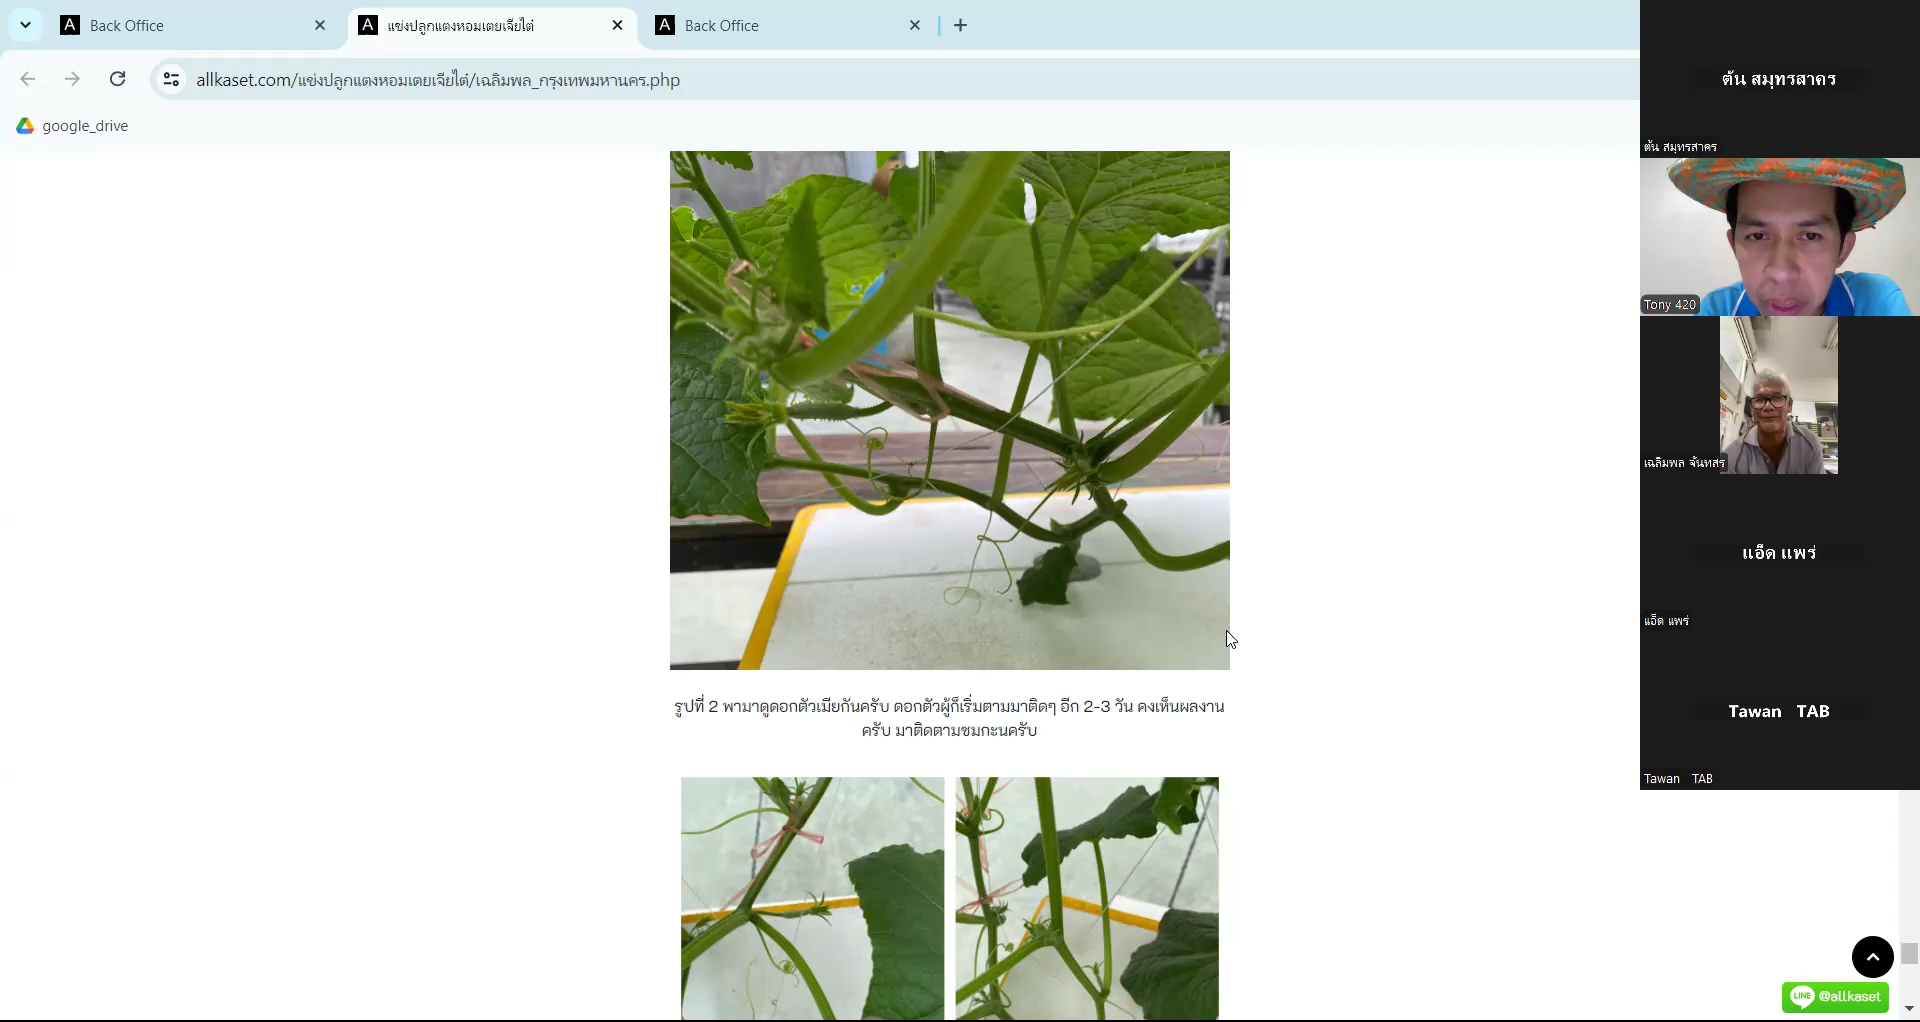 Back Office
แข่งปลูกแตงหอมเตยเจียไต๋
Back Office
allkaset.com/แข่งปลูกแตงหอมเตยเจียไต๋/เฉลิมพล_กรุงเทพมหานคร.php
google_drive
รูปที่ 2 พามาดูดอกตัวเมียกันครับ ดอกตัวผู้ก็เริ่มตามมาติดๆ อีก 2-3 วัน คงเห็นผลงาน
ครับ มาติดตามชมกะนครับ
ต้น สมุทรสาคร
ต้น สมุทรสาคร
Tony 420
เฉลิมพล จันทสร
แอ็ด แพร่
แอ็ด แพร่
Tawan TAB
Tawan TAB
LINE @allkaset